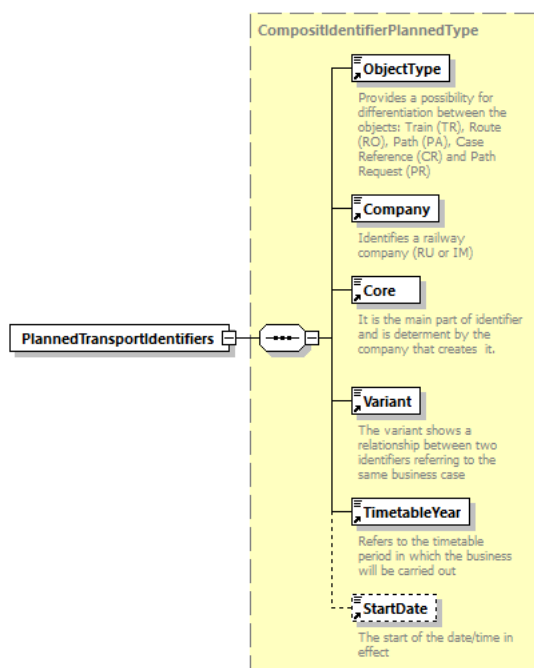 CompositIdentifierPlannedType
ObjectType
Provides a possibility for
differentiation between the
objects: Train (TR), Route
(RO), Path (PA), Case
Reference (CR) and Path
Request (PR)
Company
Identifies a railway
company (RU or IM)
Core
It is the main part of identifier
and is determent by the
company that creates  it.
PlannedTransportIdentifiers
Variant
The variant shows a
relationship between two
identifiers referring to the
same business case
TimetableYear
Refers to the timetable
period in which the business
will be carried out
StartDate
The start of the date/time in
effect